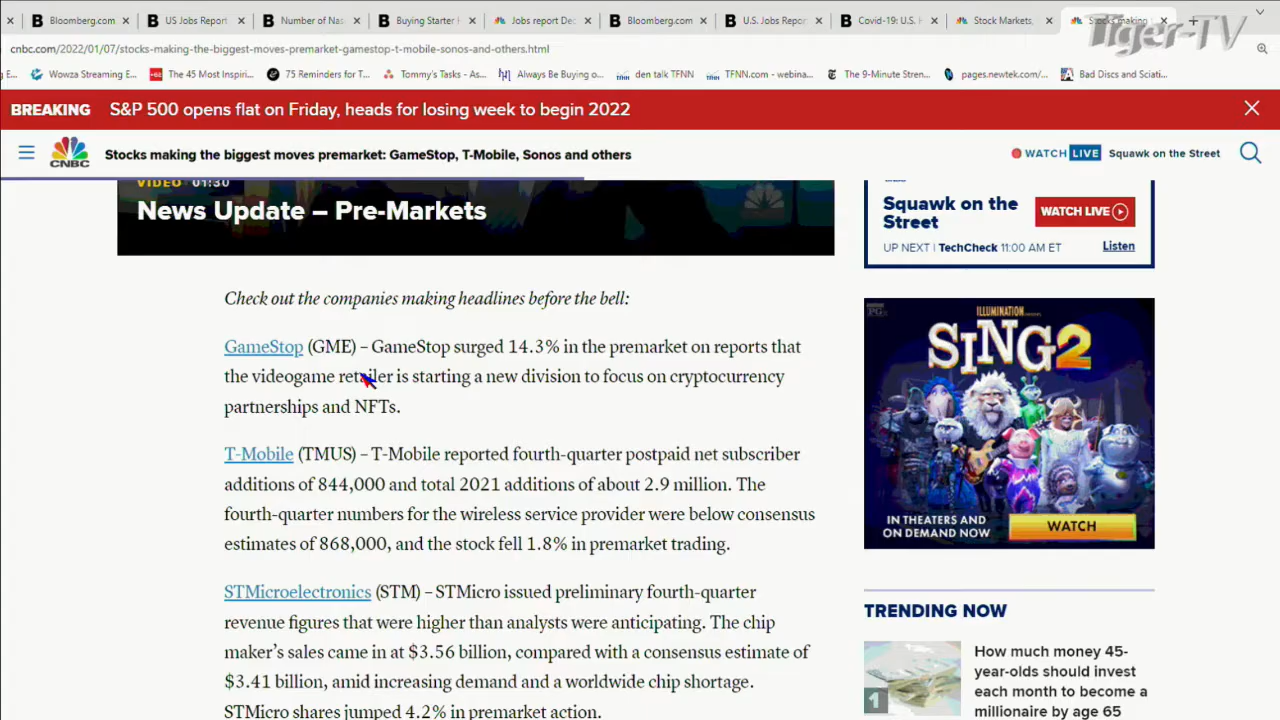 Bloomberg.com
US Jobs Report
Number of Nas
Buying Starter H
Jobs report Dec
Bloomberg.com
U.S. Jobs Repor
Covid-19: U.S. H
Stock Markets,
Stocks making
Tiger-TV
cnbc.com/2022/01/07/stocks-making-the-biggest-moves-premarket-gamestop-t-mobile-sonos-and-others.html
g E...
Wowza Streaming E...
The 45 Most Inspiri...
75 Reminders for T...
Tommy's Tasks - As...
Always Be Buying o...
den talk TFNN
TFNN.com - webina...
The 9-Minute Stren...
pages.newtek.com/...
Bad Discs and Sciati...
BREAKING S&P 500 opens flat on Friday, heads for losing week to begin 2022
CNBC
Stocks making the biggest moves premarket: GameStop, T-Mobile, Sonos and others
WATCH LIVE Squawk on the Street
VIDEO 01:30
News Update – Pre-Markets
Squawk on the
Street
WATCH LIVE
UP NEXT | TechCheck 11:00 AM ET
Listen
Check out the companies making headlines before the bell:
GameStop (GME) – GameStop surged 14.3% in the premarket on reports that
the videogame retailer is starting a new division to focus on cryptocurrency
partnerships and NFTs.
T-Mobile (TMUS) – T-Mobile reported fourth-quarter postpaid net subscriber
additions of 844,000 and total 2021 additions of about 2.9 million. The
fourth-quarter numbers for the wireless service provider were below consensus
estimates of 868,000, and the stock fell 1.8% in premarket trading.
STMicroelectronics (STM) – STMicro issued preliminary fourth-quarter
revenue figures that were higher than analysts were anticipating. The chip
maker's sales came in at $3.56 billion, compared with a consensus estimate of
$3.41 billion, amid increasing demand and a worldwide chip shortage.
STMicro shares jumped 4.2% in premarket action.
PG
ILLUMINATION
SING 2
IN THEATERS AND
ON DEMAND NOW
WATCH
TRENDING NOW
1
How much money 45-
year-olds should invest
each month to become a
millionaire by age 65